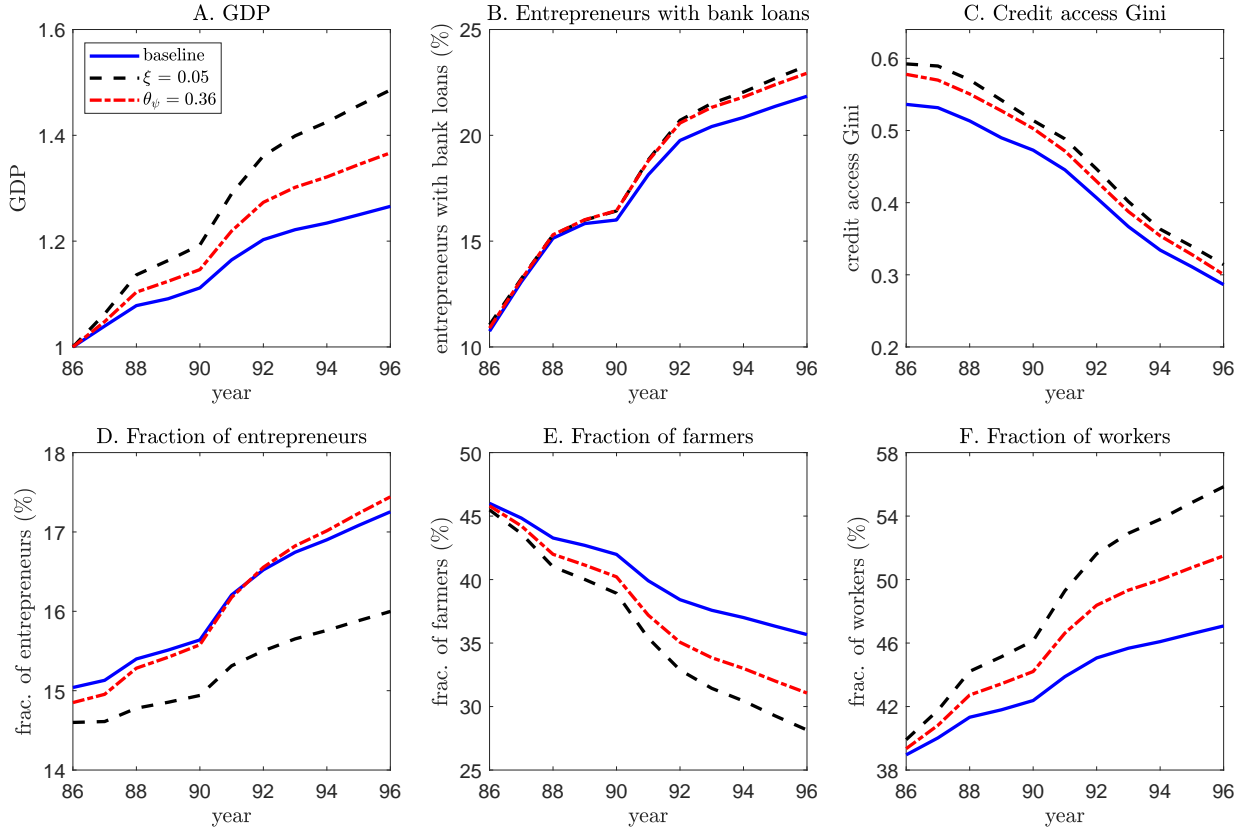 A. GDP
B. Entrepreneurs with bank loans
C. Credit access Gini
1.6
1.4
1.2
1
GDP
baseline
ξ = 0.05
θψ = 0.36
86 88 90 92 94 96
year
25
20
15
10
entrepreneurs with bank loans (%)
86 88 90 92 94 96
year
0.6
0.5
0.4
0.3
0.2
credit access Gini
86 88 90 92 94 96
year
D. Fraction of entrepreneurs
E. Fraction of farmers
F. Fraction of workers
18
17
16
15
14
frac. of entrepreneurs (%)
86 88 90 92 94 96
year
50
45
40
35
30
25
frac. of farmers (%)
86 88 90 92 94 96
year
58
54
50
46
42
38
frac. of workers (%)
86 88 90 92 94 96
year